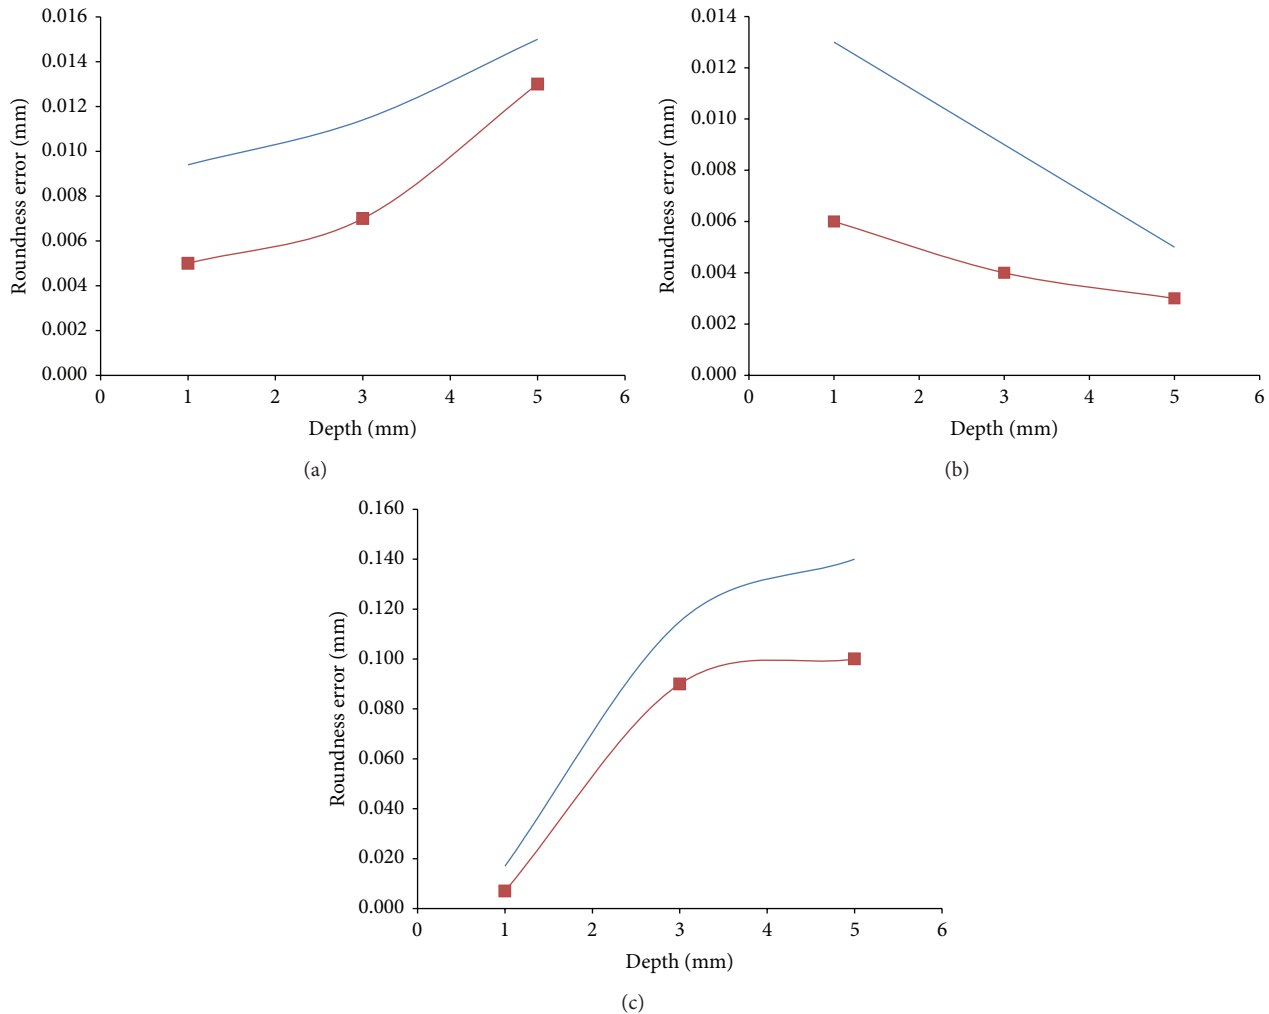 0.016
0.014
0.012
0.010
0.008
0.006
0.004
0.002
0.000
Roundness error (mm)
0 1 2 3 4 5 6
Depth (mm)
(a)
0.014
0.012
0.010
0.008
0.006
0.004
0.002
0.000
Roundness error (mm)
0 1 2 3 4 5 6
Depth (mm)
(b)
0.160
0.140
0.120
0.100
0.080
0.060
0.040
0.020
0.000
Roundness error (mm)
0 1 2 3 4 5 6
Depth (mm)
(c)